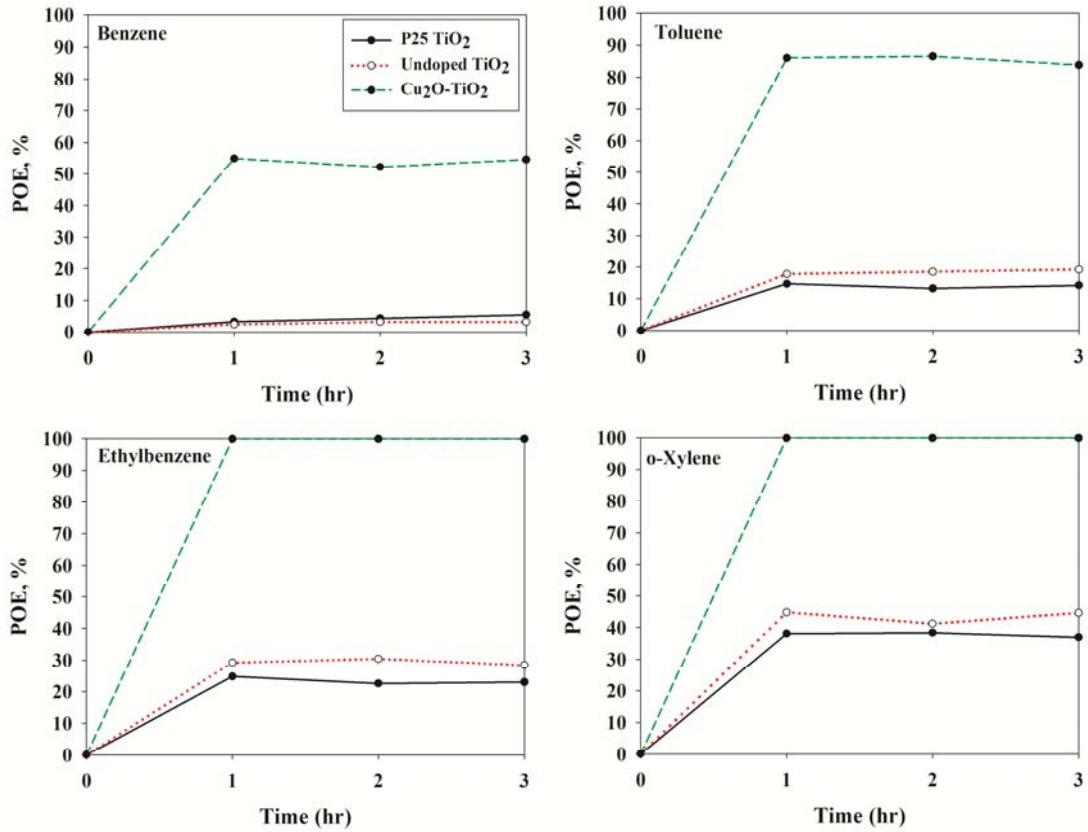 Benzene
P25 TiO2
Undoped TiO2
Cu2O-TiO2
POE, %
100
90
80
70
60
50
40
30
20
10
0
0 1 2 3
Time (hr)
Toluene
POE, %
100
90
80
70
60
50
40
30
20
10
0
0 1 2 3
Time (hr)
Ethylbenzene
POE, %
100
90
80
70
60
50
40
30
20
10
0
0 1 2 3
Time (hr)
o-Xylene
POE, %
100
90
80
70
60
50
40
30
20
10
0
0 1 2 3
Time (hr)